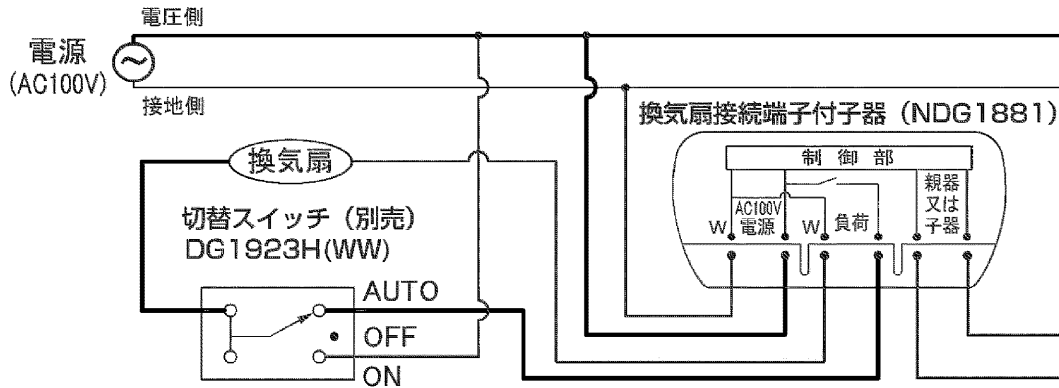 電圧側
電源
(AC100V)
接地側
換気扇接続端子付子器（NDG1881）
制御部
換気扇
親器
又は
子器
AC100V
電源
W
W
負荷
切替スイッチ（別売）
DG1923H(WW)
AUTO
OFF
ON